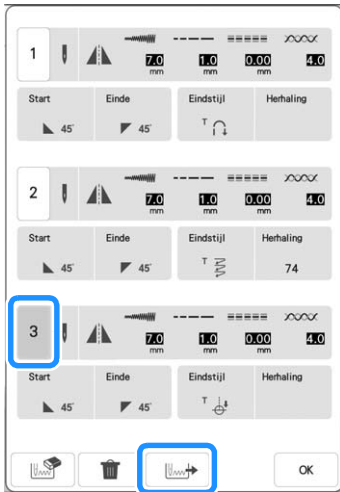 1
7.0 1.0 0.00 4.0
mm mm mm
Start Einde Eindstijl Herhaling
45° 45° T
2
7.0 1.0 0.00 4.0
mm mm mm
Start Einde Eindstijl Herhaling
45° 45° T 74
3
7.0 1.0 0.00 4.0
mm mm mm
Start Einde Eindstijl Herhaling
45° 45° T
OK